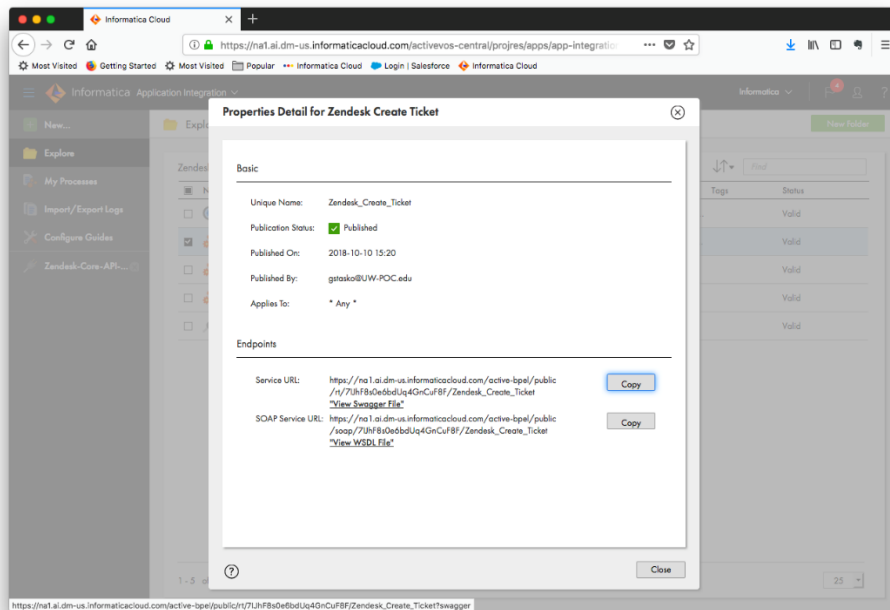 Informatica Cloud
https://na1.ai.dm-us.informaticacloud.com/activevos-central/projres/apps/app-integratio
Most Visited Getting Started Most Visited Popular Informatica Cloud Login | Salesforce Informatica Cloud
Informatica Application Integration Informatica
New... New Folder
Explore
My Processes
Import/Export Logs
Configure Guides
Zendesk-Core-API-...
Zendes
Find
Tags Status
Valid
Valid
Valid
Valid
Valid
Properties Detail for Zendesk Create Ticket
Basic
Unique Name: Zendesk_Create_Ticket
Publication Status: Published
Published On: 2018-10-10 15:20
Published By: gstasko@UW-POC.edu
Applies To: * Any *
Endpoints
Service URL: https://na1.ai.dm-us.informaticacloud.com/active-bpel/public
/rt/7IJhF8s0e6bdUq4GnCuF8F/Zendesk_Create_Ticket
"View Swagger File"
Copy
SOAP Service URL: https://na1.ai.dm-us.informaticacloud.com/active-bpel/public
/soap/7IJhF8s0e6bdUq4GnCuF8F/Zendesk_Create_Ticket
"View WSDL File"
Copy
Close
1 - 5 25
https://na1.ai.dm-us.informaticacloud.com/active-bpel/public/rt/7IJhF8s0e6bdUq4GnCuF8F/Zendesk_Create_Ticket?swagger